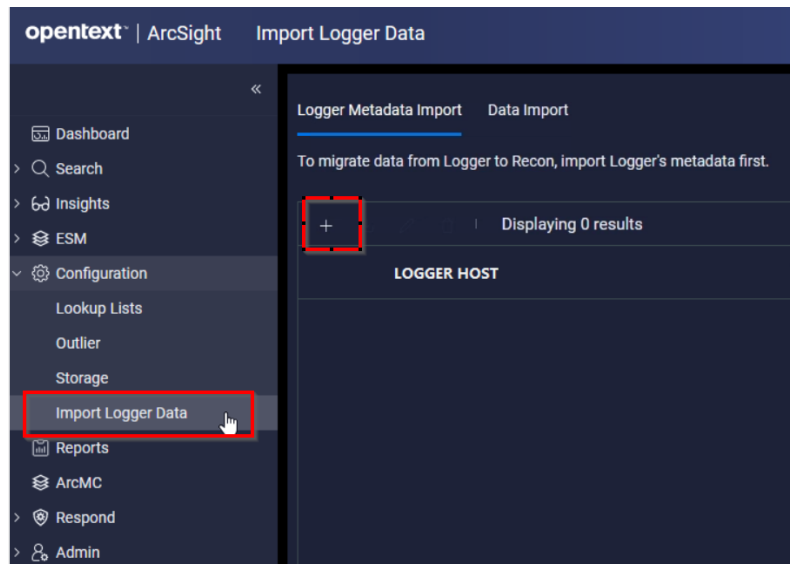 opentext™ | ArcSight Import Logger Data
«
Dashboard
Search
Insights
ESM
Configuration
Lookup Lists
Outlier
Storage
Import Logger Data
Reports
ArcMC
Respond
Admin
Logger Metadata Import Data Import
To migrate data from Logger to Recon, import Logger's metadata first.
+ Displaying 0 results
LOGGER HOST